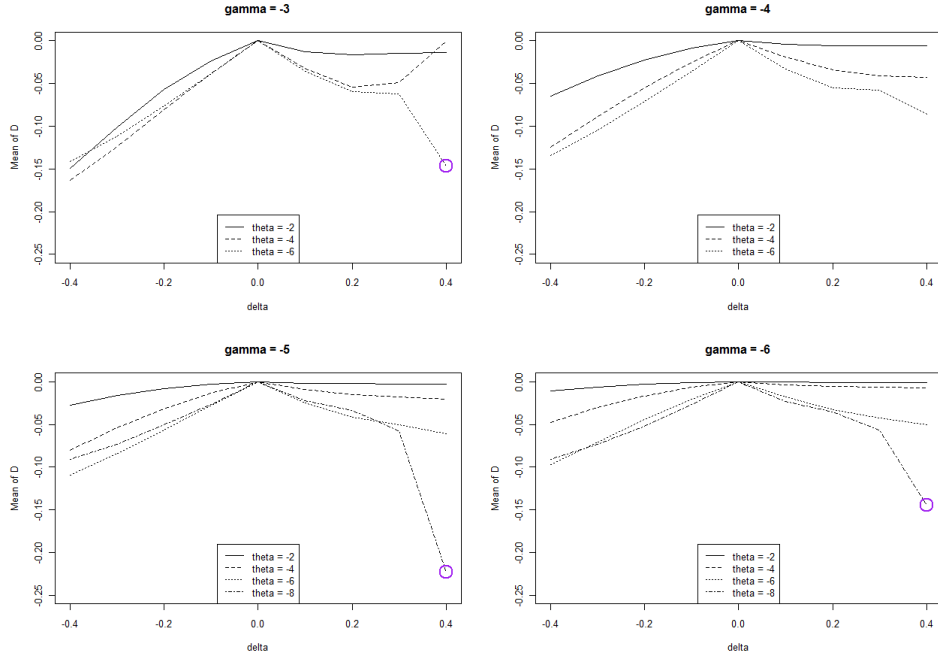 gamma = -3
Mean of D
0.00
-0.05
-0.10
-0.15
-0.20
-0.25
theta = -2
theta = -4
theta = -6
-0.4
-0.2
0.0
0.2
0.4
delta
gamma = -4
Mean of D
0.00
-0.05
-0.10
-0.15
-0.20
-0.25
theta = -2
theta = -4
theta = -6
-0.4
-0.2
0.0
0.2
0.4
delta
gamma = -5
Mean of D
0.00
-0.05
-0.10
-0.15
-0.20
-0.25
theta = -2
theta = -4
theta = -6
theta = -8
-0.4
-0.2
0.0
0.2
0.4
delta
gamma = -6
Mean of D
0.00
-0.05
-0.10
-0.15
-0.20
-0.25
theta = -2
theta = -4
theta = -6
theta = -8
-0.4
-0.2
0.0
0.2
0.4
delta